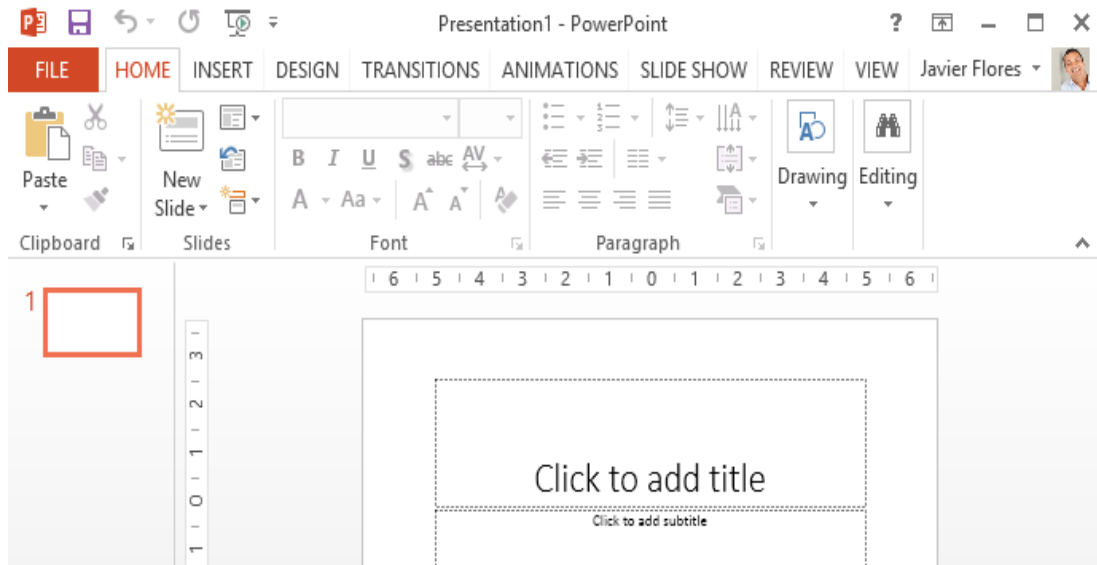 Presentation1 - PowerPoint ?
FILE HOME INSERT DESIGN TRANSITIONS ANIMATIONS SLIDE SHOW REVIEW VIEW Javier Flores
Paste
New
Slide
B I U S abc AV
A Aa A A
Drawing Editing
Clipboard Slides Font Paragraph
6 5 4 3 2 1 0 1 2 3 4 5 6
1
3
2
1
0
1
Click to add title
Click to add subtitle